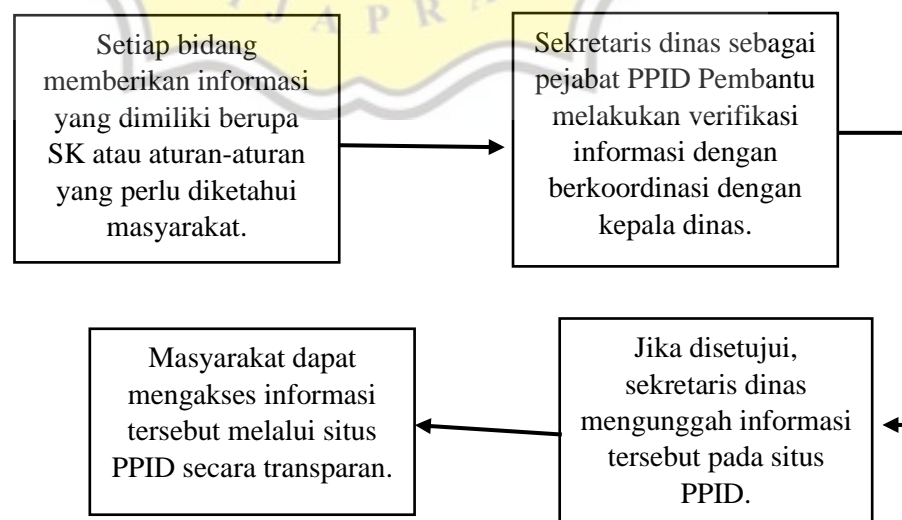 I J A P R A
Setiap bidang
memberikan informasi
yang dimiliki berupa
SK atau aturan-aturan
yang perlu diketahui
masyarakat.
Sekretaris dinas sebagai
pejabat PPID Pembantu
melakukan verifikasi
informasi dengan
berkoordinasi dengan
kepala dinas.
Jika disetujui,
sekretaris dinas
mengunggah informasi
tersebut pada situs
PPID.
Masyarakat dapat
mengakses informasi
tersebut melalui situs
PPID secara transparan.